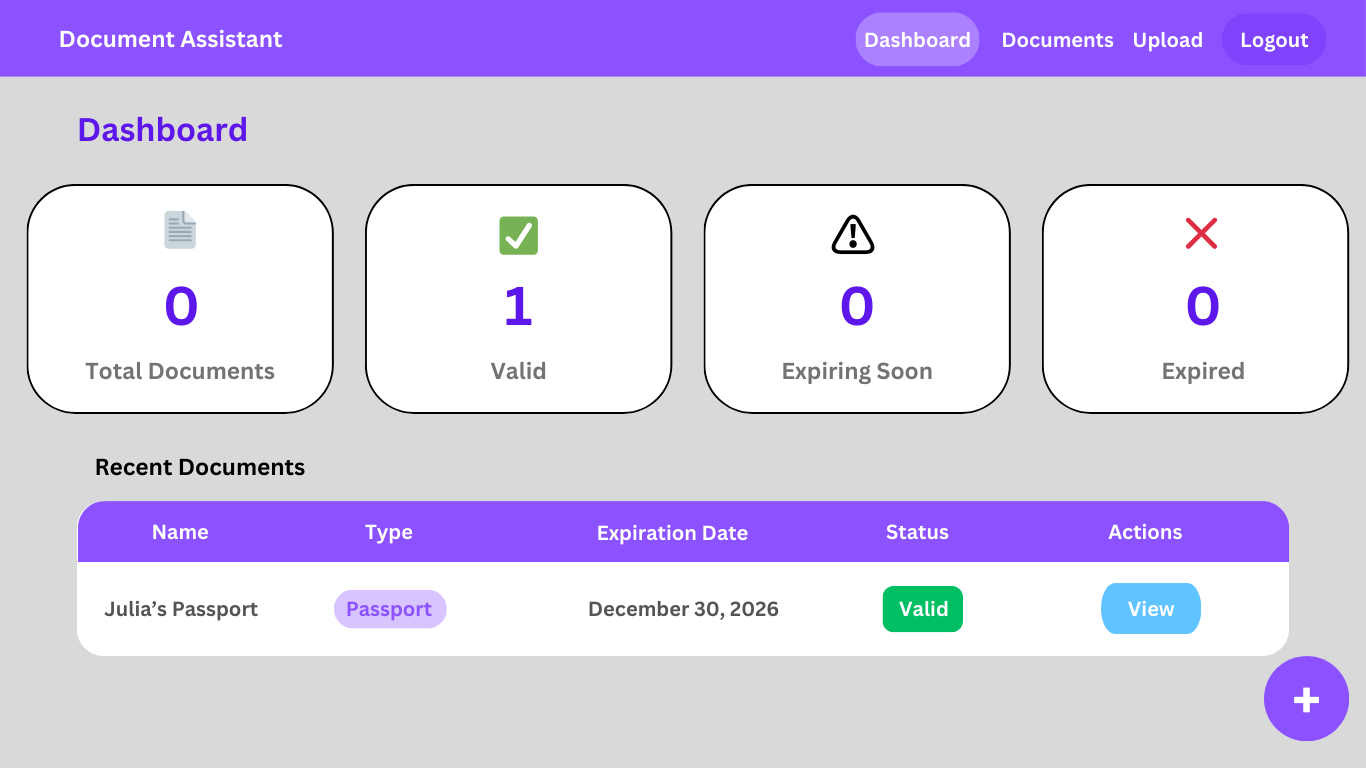 Document Assistant
Dashboard Documents Upload Logout
Dashboard
0 1 0 0
Total Documents Valid Expiring Soon Expired
Recent Documents
Name Type Expiration Date Status Actions
Julia’s Passport Passport December 30, 2026 Valid View